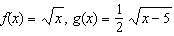 f(x) = √x, g(x) = 1/2 √(x − 5)